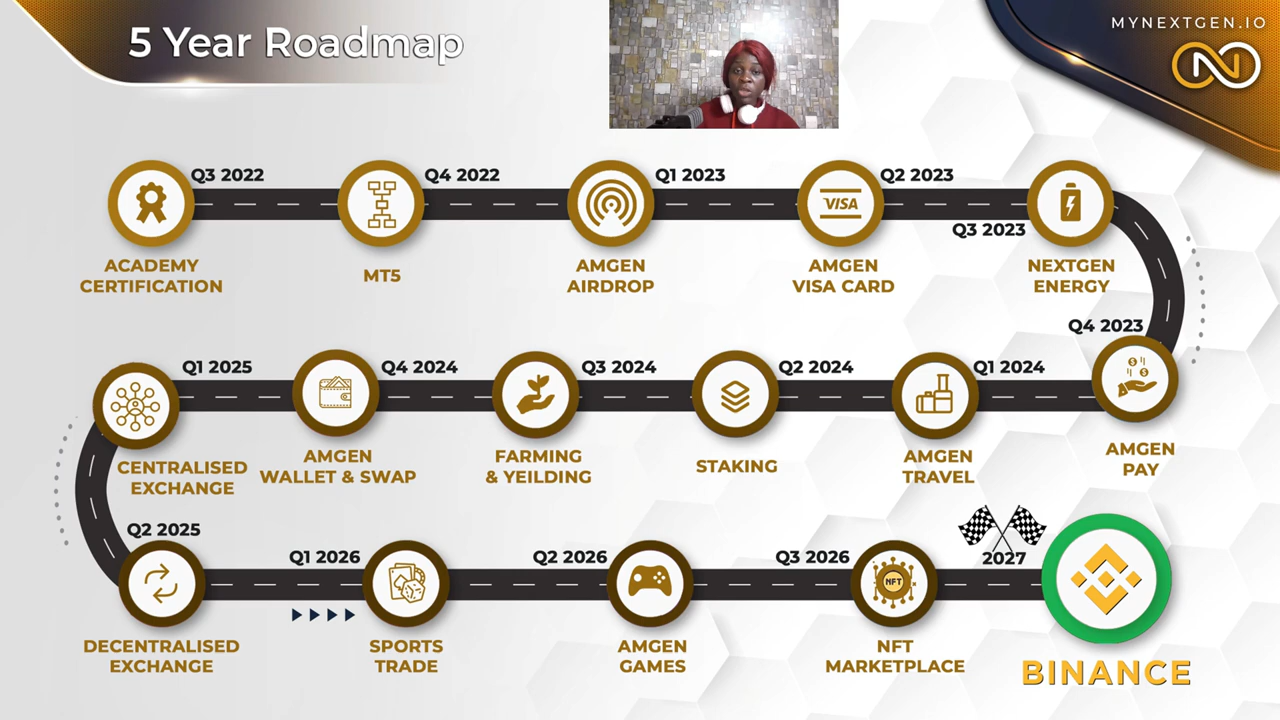 5 Year Roadmap
MYNEXTGEN.IO
Q3 2022
Q4 2022
Q1 2023
Q2 2023
VISA
Q3 2023
ACADEMY
CERTIFICATION
MT5
AMGEN
AIRDROP
AMGEN
VISA CARD
NEXTGEN
ENERGY
Q4 2023
Q1 2025
Q4 2024
Q3 2024
Q2 2024
Q1 2024
CENTRALISED
EXCHANGE
AMGEN
WALLET & SWAP
FARMING
& YEILDING
STAKING
AMGEN
TRAVEL
AMGEN
PAY
Q2 2025
Q1 2026
Q2 2026
Q3 2026
2027
NFT
DECENTRALISED
EXCHANGE
SPORTS
TRADE
AMGEN
GAMES
NFT
MARKETPLACE
BINANCE